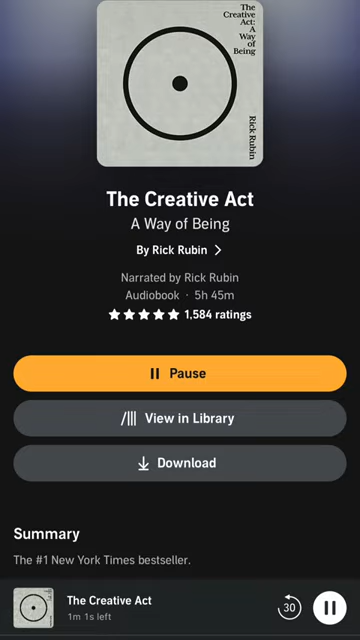 The
Creative
Act:
A
Way
of
Being
Rick Rubin
The Creative Act
A Way of Being
By Rick Rubin
Narrated by Rick Rubin
Audiobook · 5h 45m
1,584 ratings
Pause
View in Library
Download
Summary
The #1 New York Times bestseller.
The Creative Act
1m 1s left
30